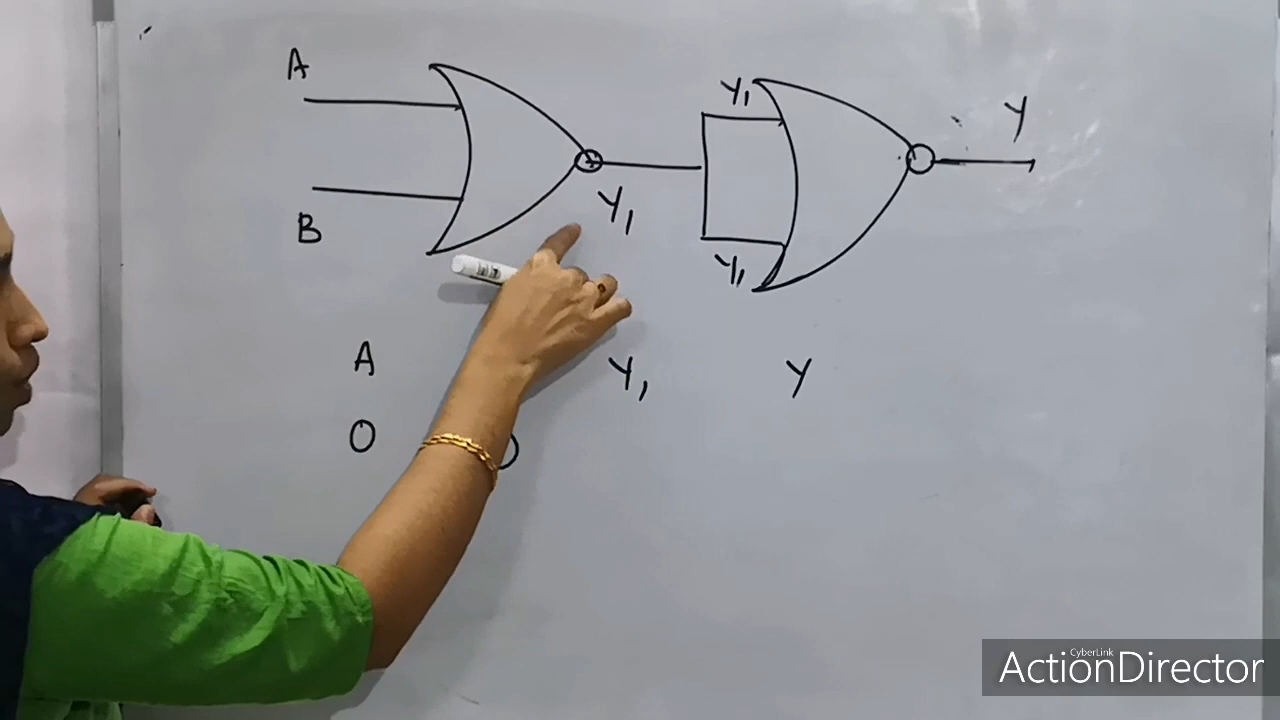 A
Y₁
Y
B
Y₁
Y₁
A Y₁ Y
0
CyberLink
ActionDirector